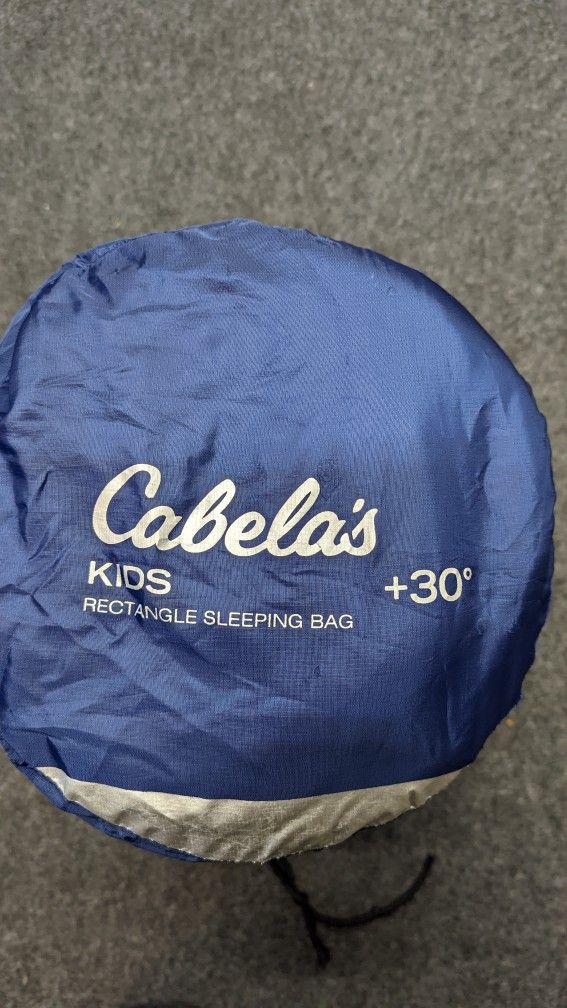 Cabela's
KIDS +30°
RECTANGLE SLEEPING BAG